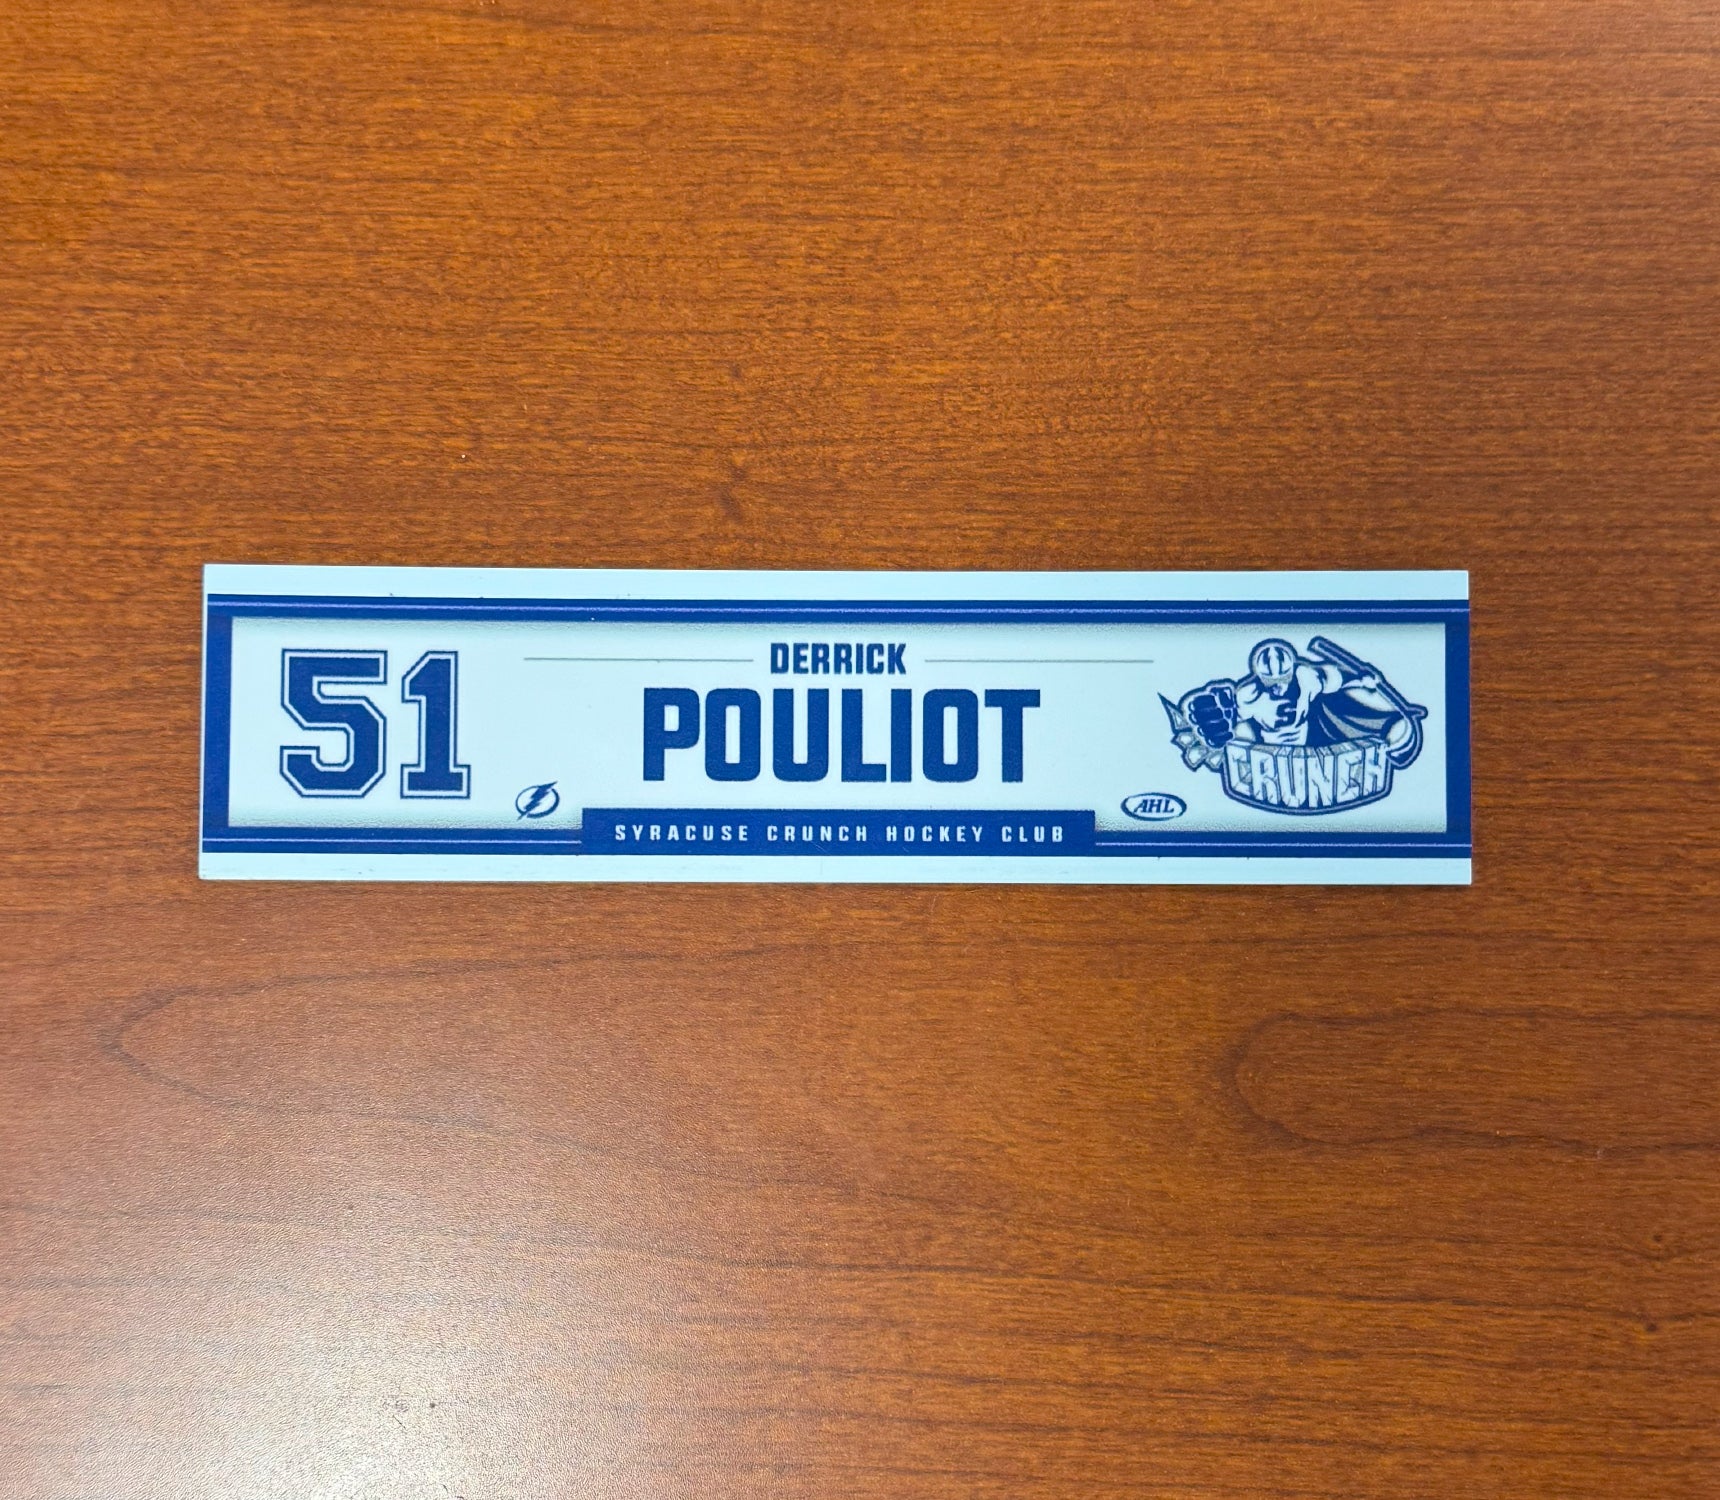 51
DERRICK
POULIOT
S
CRUNCH
AHL
SYRACUSE CRUNCH HOCKEY CLUB